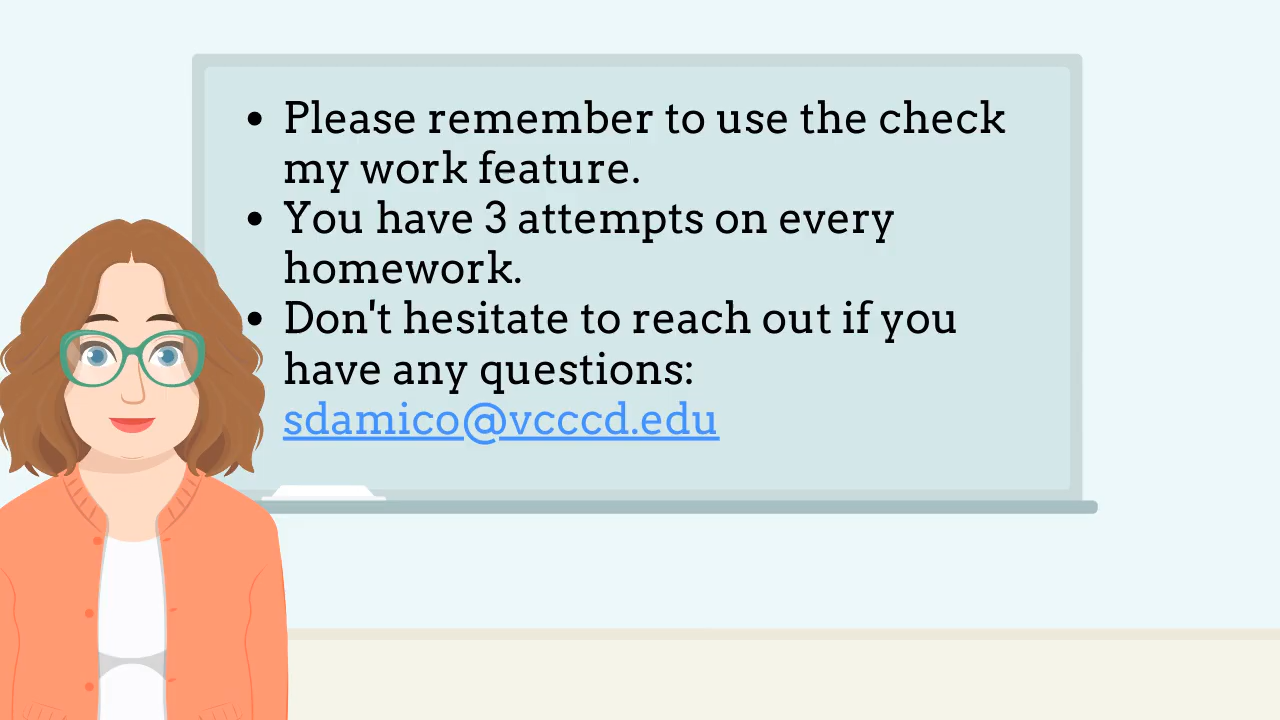 Please remember to use the check
my work feature.
You have 3 attempts on every
homework.
Don't hesitate to reach out if you
have any questions:
sdamico@vcccd.edu